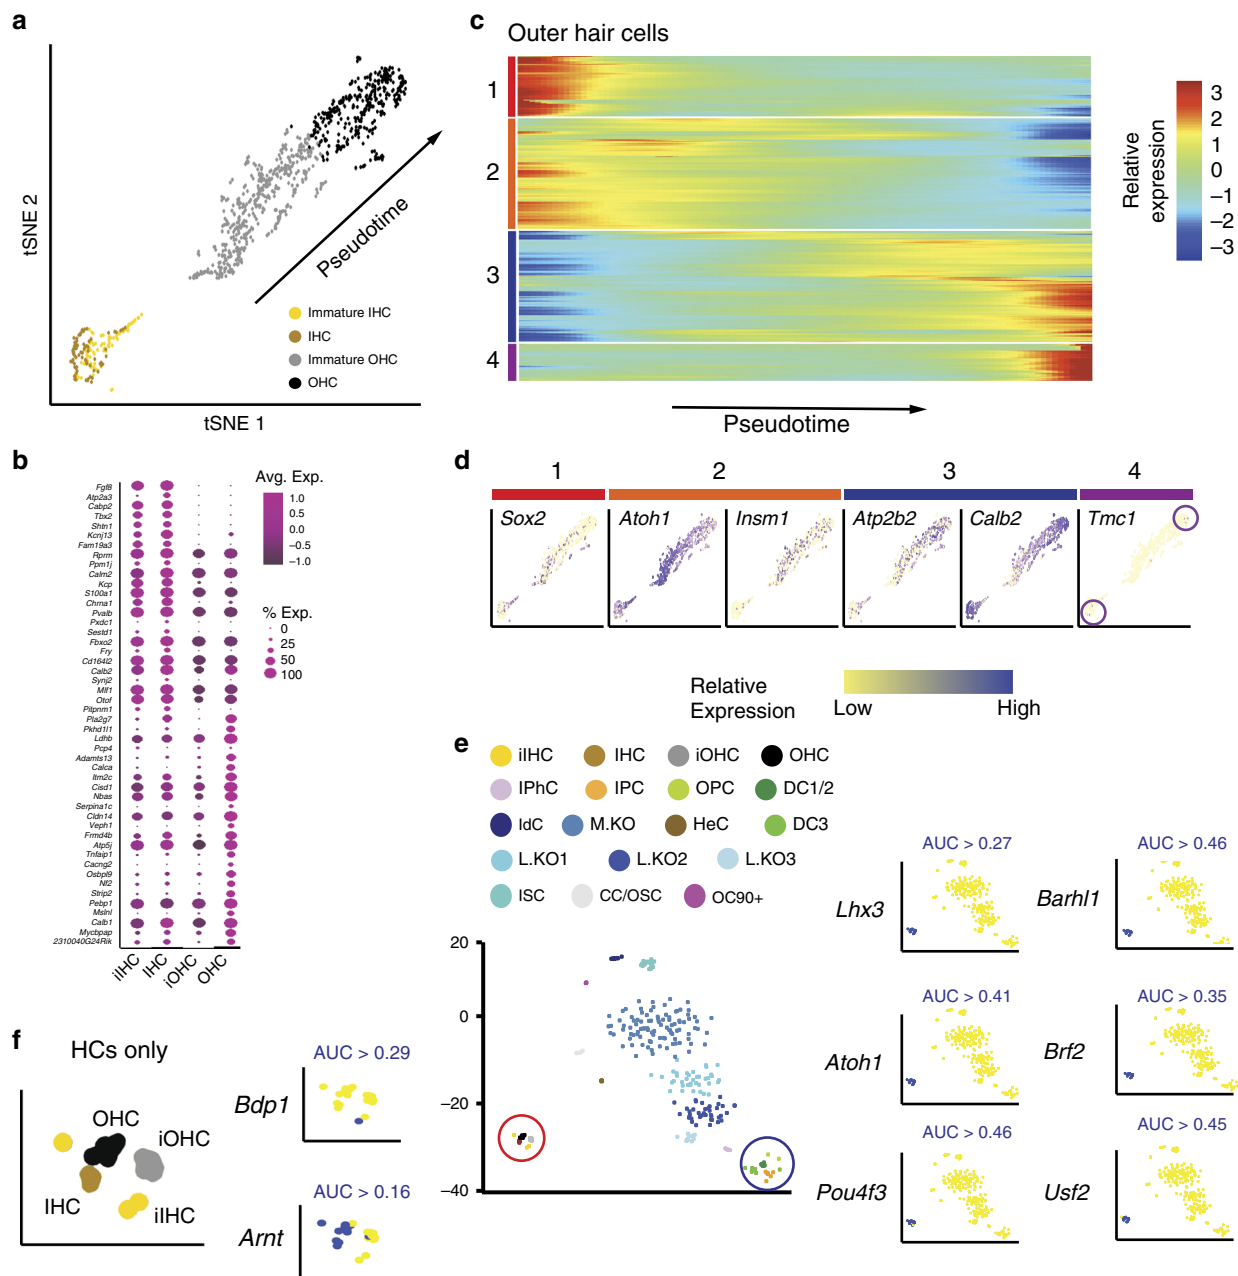 a
tSNE 2
tSNE 1
Pseudotime
Immature IHC
IHC
Immature OHC
OHC
c
Outer hair cells
1
2
3
4
Pseudotime
Relative
expression
3
2
1
0
−1
−2
−3
b
Fgf8
Atp2a3
Cabp2
Tbx2
Shtn1
Kcnj13
Fam19a3
Rprm
Ppm1j
Calm2
Kcp
S100a1
Chrna1
Pvalb
Pxdc1
Sestd1
Fbxo2
Fry
Cd164l2
Calb2
Synj2
Mlf1
Otof
Pitpnm1
Pla2g7
Pkhd1l1
Ldhb
Pcp4
Adamts13
Calca
Itm2c
Cisd1
Nbas
Serpina1c
Cldn14
Veph1
Frmd4b
Atp5j
Tnfaip1
Cacng2
Osbpl9
Nf2
Strip2
Pebp1
Mslnl
Calb1
Mycbpap
2310040G24Rik
iIHC
IHC
iOHC
OHC
Avg. Exp.
1.0
0.5
0.0
−0.5
−1.0
% Exp.
0
25
50
100
d
1 2 3 4
Sox2 Atoh1 Insm1 Atp2b2 Calb2 Tmc1
Relative
Expression
Low High
e
iIHC IHC iOHC OHC
IPhC IPC OPC DC1/2
IdC M.KO HeC DC3
L.KO1 L.KO2 L.KO3
ISC CC/OSC OC90+
20
0
−20
−40
AUC > 0.27
Lhx3
AUC > 0.46
Barhl1
AUC > 0.41
Atoh1
AUC > 0.35
Brf2
AUC > 0.46
Pou4f3
AUC > 0.45
Usf2
f
HCs only
OHC
iOHC
IHC
iIHC
AUC > 0.29
Bdp1
AUC > 0.16
Arnt